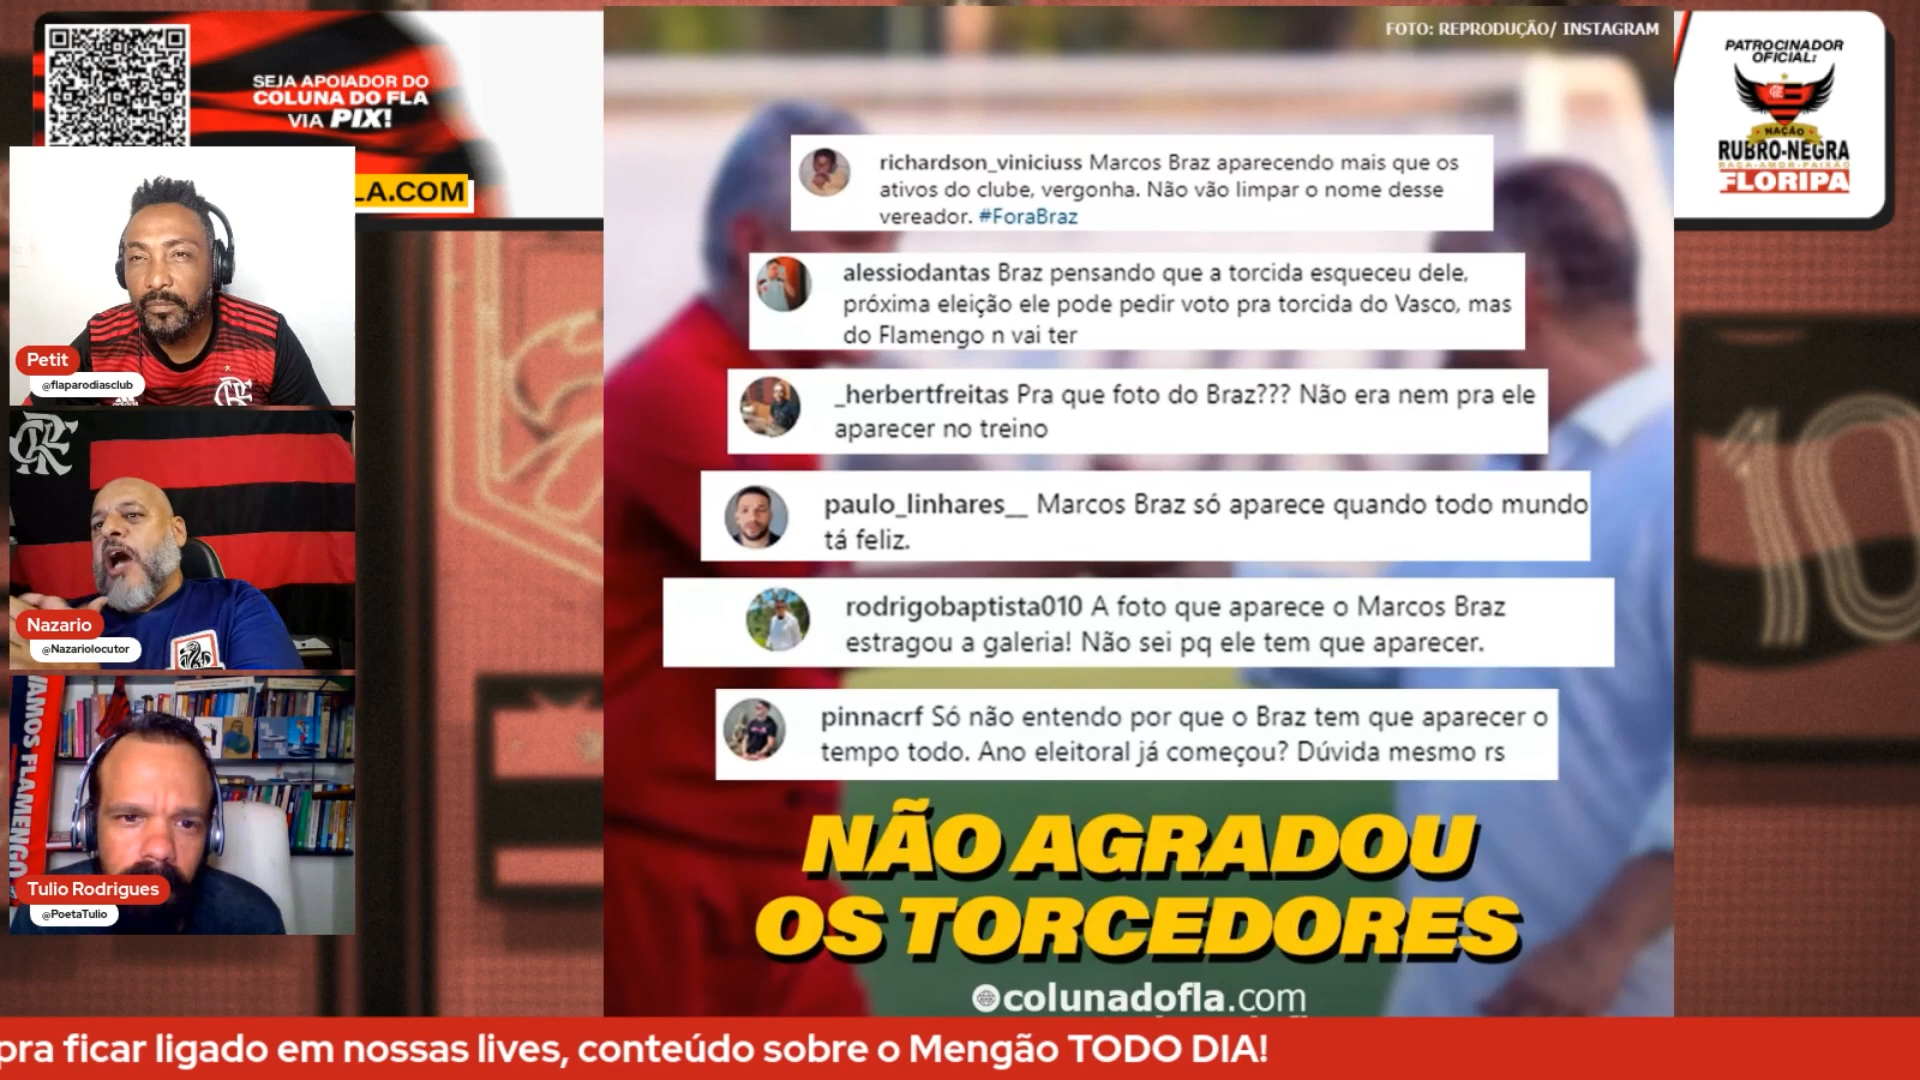 SEJA APOIADOR DO
COLUNA DO FLA
VIA PIX!
LA.COM
Petit
@flaparodiasclub
Nazario
@Nazariolocutor
VAMOS FLAMENGO
Tulio Rodrigues
@PoetaTulio
FOTO: REPRODUÇÃO/ INSTAGRAM
richardson_viniciuss Marcos Braz aparecendo mais que os
ativos do clube, vergonha. Não vão limpar o nome desse
vereador. #ForaBraz
alessiodantas Braz pensando que a torcida esqueceu dele,
próxima eleição ele pode pedir voto pra torcida do Vasco, mas
do Flamengo n vai ter
_herbertfreitas Pra que foto do Braz??? Não era nem pra ele
aparecer no treino
paulo_linhares__ Marcos Braz só aparece quando todo mundo
tá feliz.
rodrigobaptista010 A foto que aparece o Marcos Braz
estragou a galeria! Não sei pq ele tem que aparecer.
pinnacrf Só não entendo por que o Braz tem que aparecer o
tempo todo. Ano eleitoral já começou? Dúvida mesmo rs
NÃO AGRADOU
OS TORCEDORES
colunadofla.com
PATROCINADOR
OFICIAL:
NAÇÃO
RUBRO-NEGRA
RAÇA-AMOR-PAIXÃO
FLORIPA
10
pra ficar ligado em nossas lives, conteúdo sobre o Mengão TODO DIA!